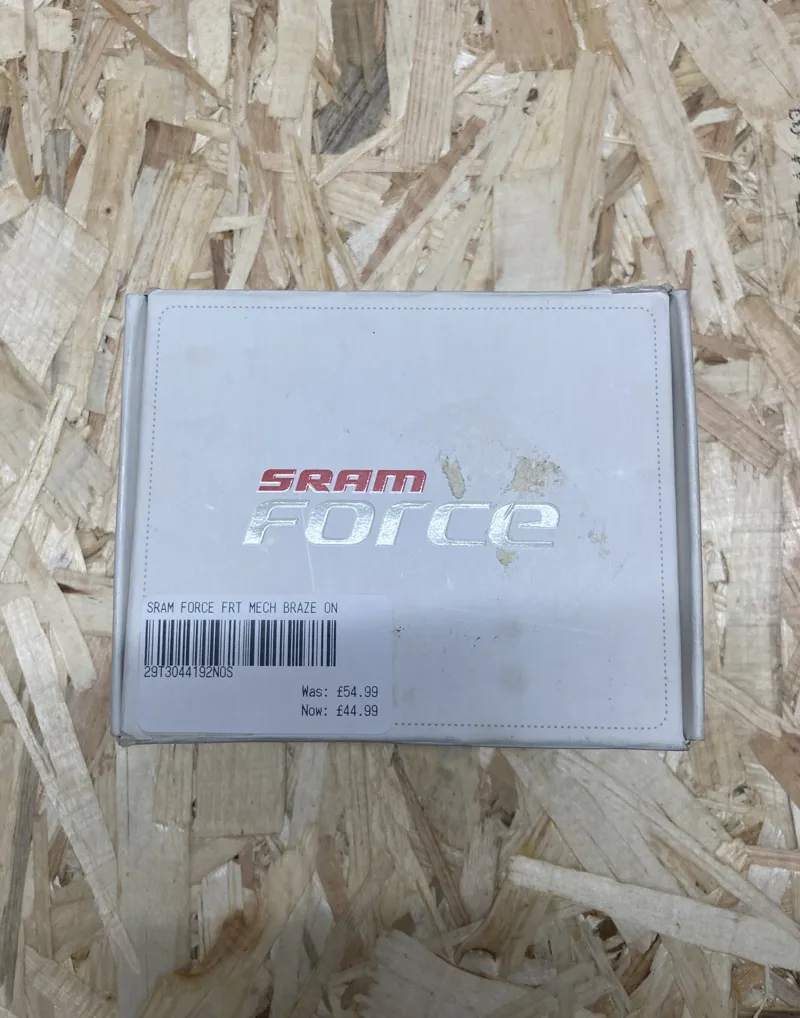 SRAM
Force
SRAM FORCE FRT MECH BRAZE ON
29T3044192NOS
Was: £54.99
Now: £44.99